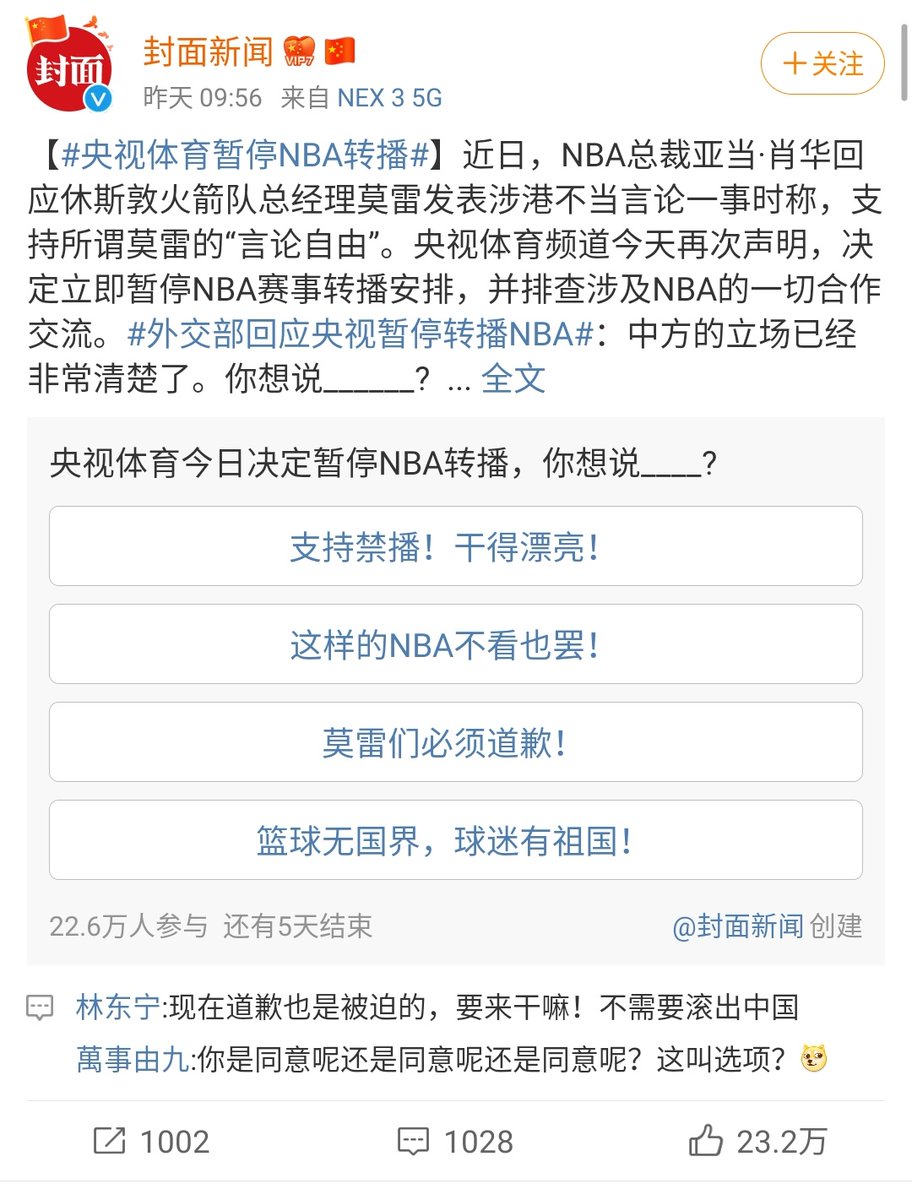 封面
封面新闻 VIP7
+关注
昨天 09:56 来自 NEX 3 5G
【#央视体育暂停NBA转播#】近日，NBA总裁亚当·肖华回
应休斯敦火箭队总经理莫雷发表涉港不当言论一事时称，支
持所谓莫雷的“言论自由”。央视体育频道今天再次声明，决
定立即暂停NBA赛事转播安排，并排查涉及NBA的一切合作
交流。#外交部回应央视暂停转播NBA#：中方的立场已经
非常清楚了。你想说______？... 全文
央视体育今日决定暂停NBA转播，你想说____?
支持禁播！干得漂亮！
这样的NBA不看也罢！
莫雷们必须道歉！
篮球无国界，球迷有祖国！
22.6万人参与 还有5天结束
@封面新闻 创建
林东宁:现在道歉也是被迫的，要来干嘛！不需要滚出中国
萬事由九:你是同意呢还是同意呢还是同意呢？这叫选项？
1002
1028
23.2万